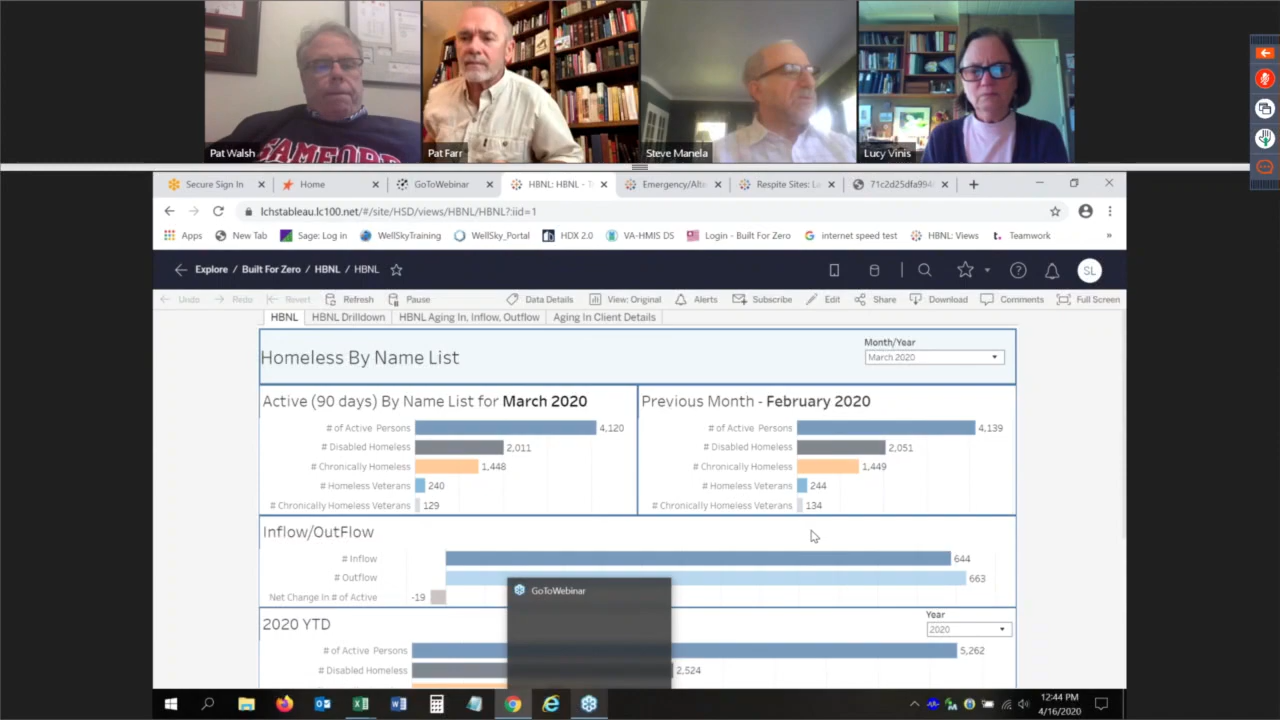 Pat Walsh
Pat Farr
Steve Manela
Lucy Vinis
Secure Sign In
Home
GoToWebinar
HBNL: HBNL - T
Emergency/Alte
Respite Sites: La
71c2d25dfa994
lchstableau.lc100.net/#/site/HSD/views/HBNL/HBNL?:iid=1
Apps New Tab Sage: Log in WellSkyTraining WellSky_Portal HDX 2.0 VA-HMIS DS Login - Built For Zero internet speed test HBNL: Views Teamwork »
Explore / Built For Zero / HBNL / HBNL
SL
Undo Redo Revert Refresh Pause Data Details View: Original Alerts Subscribe Edit Share Download Comments Full Screen
HBNL HBNL Drilldown HBNL Aging In, Inflow, Outflow Aging In Client Details
Homeless By Name List
Month/Year
March 2020
Active (90 days) By Name List for March 2020
# of Active Persons 4,120
# Disabled Homeless 2,011
# Chronically Homeless 1,448
# Homeless Veterans 240
# Chronically Homeless Veterans 129
Previous Month - February 2020
# of Active Persons 4,139
# Disabled Homeless 2,051
# Chronically Homeless 1,449
# Homeless Veterans 244
# Chronically Homeless Veterans 134
Inflow/OutFlow
# Inflow 644
# Outflow 663
Net Change In # of Active -19
GoToWebinar
2020 YTD
Year
2020
# of Active Persons 5,262
# Disabled Homeless 2,524
12:44 PM
4/16/2020